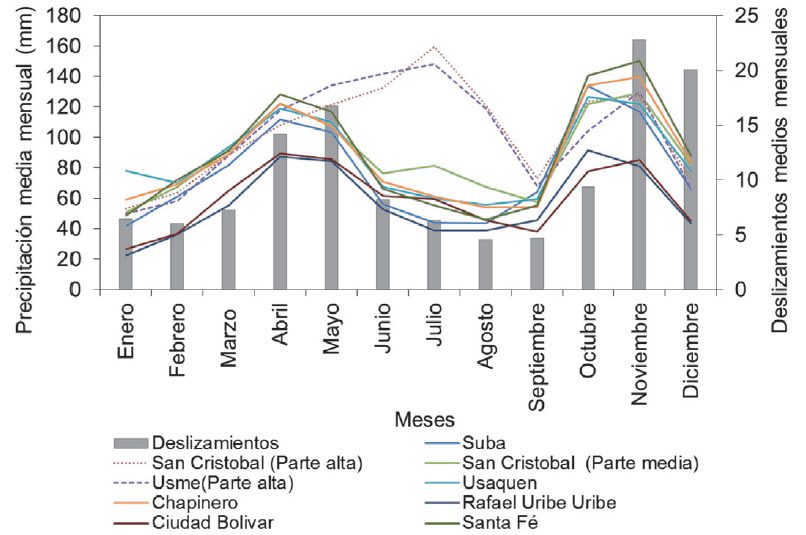 180
160
140
120
100
80
60
40
20
0
Precipitación media mensual (mm)
25
20
15
10
5
0
Deslizamientos medios mensuales
Enero
Febrero
Marzo
Abril
Mayo
Junio
Julio
Agosto
Septiembre
Octubre
Noviembre
Diciembre
Meses
Deslizamientos
Suba
San Cristobal (Parte alta)
San Cristobal (Parte media)
Usme(Parte alta)
Usaquen
Chapinero
Rafael Uribe Uribe
Ciudad Bolivar
Santa Fé